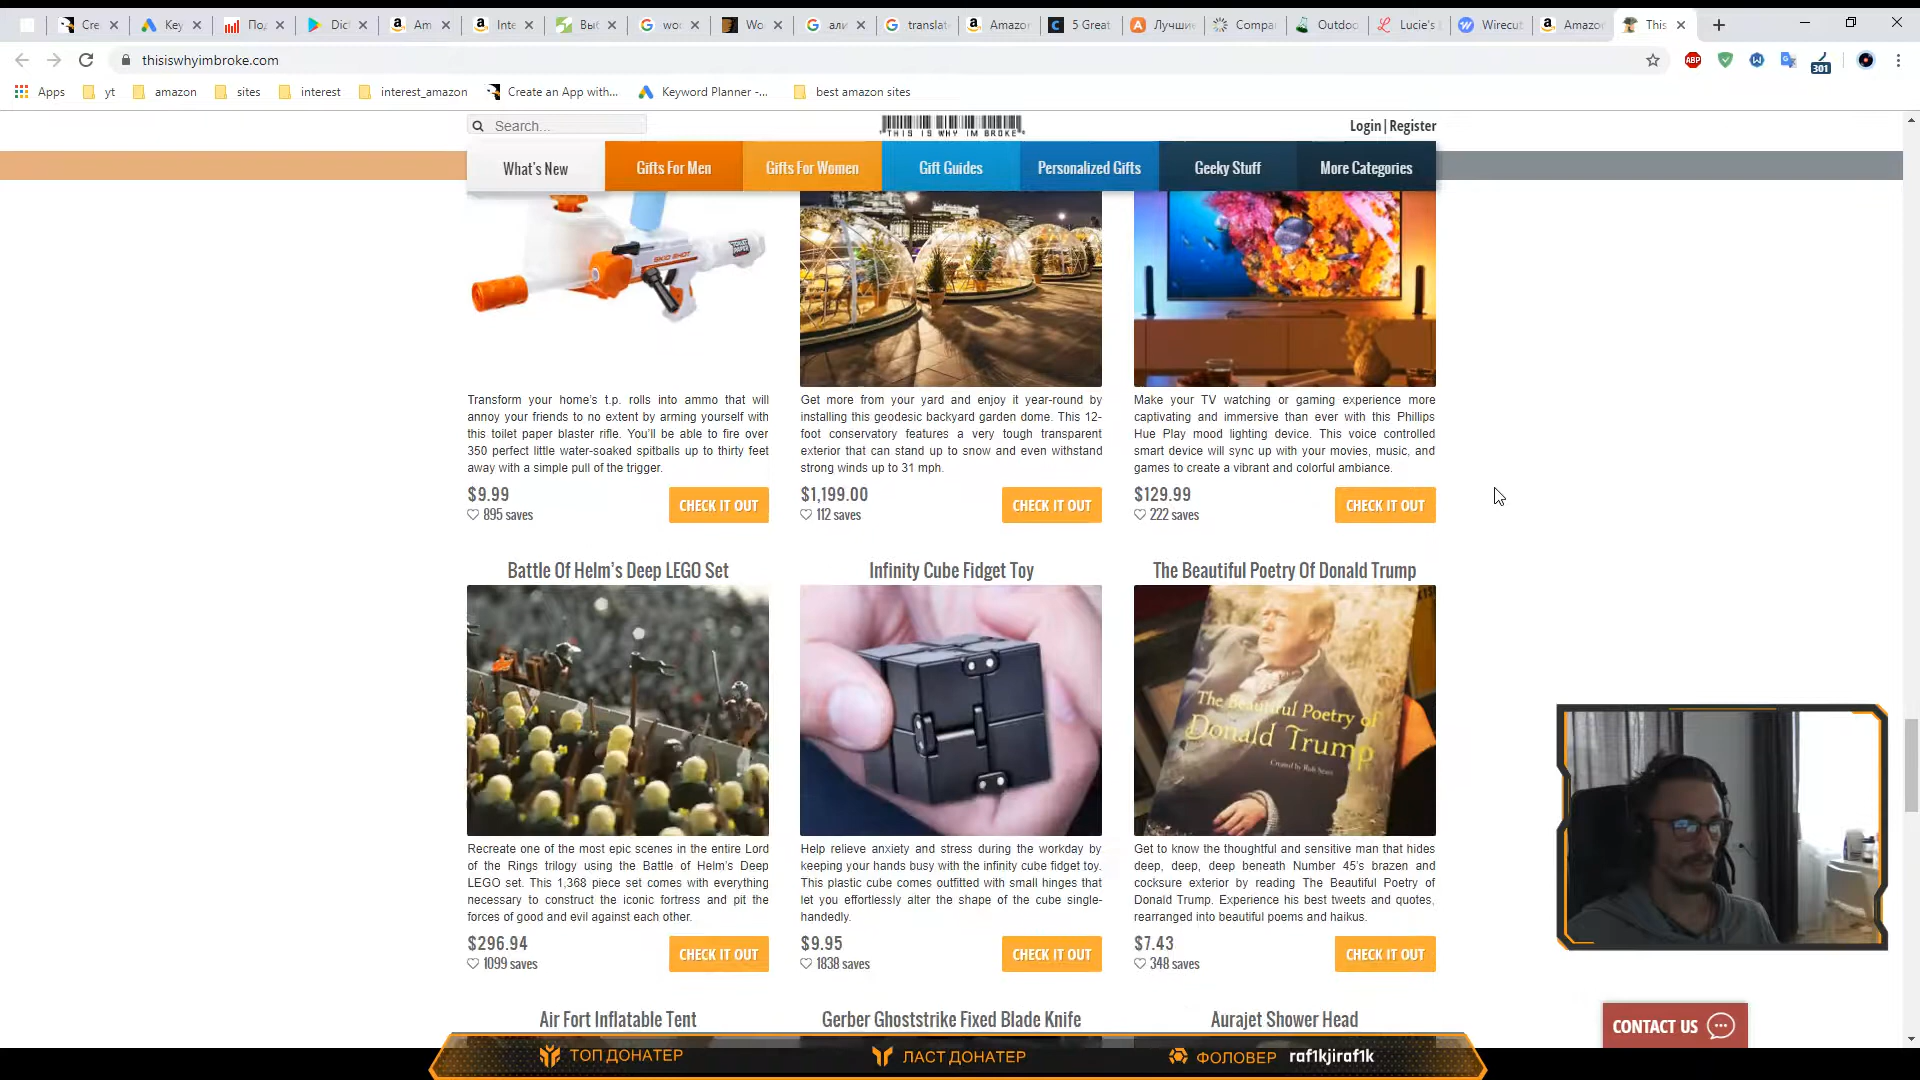 Cre
Key
Под
Dict
Am
Inte
Выб
woo
Wo
али
translate
Amazon
5 Great
Лучшие
Compa
Outdo
Lucie's
Wirecut
Amazon
This
thisiswhyimbroke.com
ABP
301
Apps
yt
amazon
sites
interest
interest_amazon
Create an App with...
Keyword Planner -...
best amazon sites
Search...
THIS IS WHY IM BROKE
Login | Register
What's New
Gifts For Men
Gifts For Women
Gift Guides
Personalized Gifts
Geeky Stuff
More Categories
Transform your home's t.p. rolls into ammo that will
annoy your friends to no extent by arming yourself with
this toilet paper blaster rifle. You'll be able to fire over
350 perfect little water-soaked spitballs up to thirty feet
away with a simple pull of the trigger.
$9.99
895 saves
CHECK IT OUT
Get more from your yard and enjoy it year-round by
installing this geodesic backyard garden dome. This 12-
foot conservatory features a very tough transparent
exterior that can stand up to snow and even withstand
strong winds up to 31 mph.
$1,199.00
112 saves
CHECK IT OUT
Make your TV watching or gaming experience more
captivating and immersive than ever with this Phillips
Hue Play mood lighting device. This voice controlled
smart device will sync up with your movies, music, and
games to create a vibrant and colorful ambiance.
$129.99
222 saves
CHECK IT OUT
Battle Of Helm's Deep LEGO Set
Recreate one of the most epic scenes in the entire Lord
of the Rings trilogy using the Battle of Helm's Deep
LEGO set. This 1,368 piece set comes with everything
necessary to construct the iconic fortress and pit the
forces of good and evil against each other.
$296.94
1099 saves
CHECK IT OUT
Infinity Cube Fidget Toy
Help relieve anxiety and stress during the workday by
keeping your hands busy with the infinity cube fidget toy.
This plastic cube comes outfitted with small hinges that
let you effortlessly alter the shape of the cube single-
handedly.
$9.95
1838 saves
CHECK IT OUT
The Beautiful Poetry Of Donald Trump
The Beautiful Poetry of
Donald Trump
Created by Rob Sears
Get to know the thoughtful and sensitive man that hides
deep, deep, deep beneath Number 45's brazen and
cocksure exterior by reading The Beautiful Poetry of
Donald Trump. Experience his best tweets and quotes,
rearranged into beautiful poems and haikus.
$7.43
348 saves
CHECK IT OUT
Air Fort Inflatable Tent
Gerber Ghoststrike Fixed Blade Knife
Aurajet Shower Head
CONTACT US
ТОП ДОНАТЕР
ЛАСТ ДОНАТЕР
ФОЛОВЕР raf1kjiraf1k